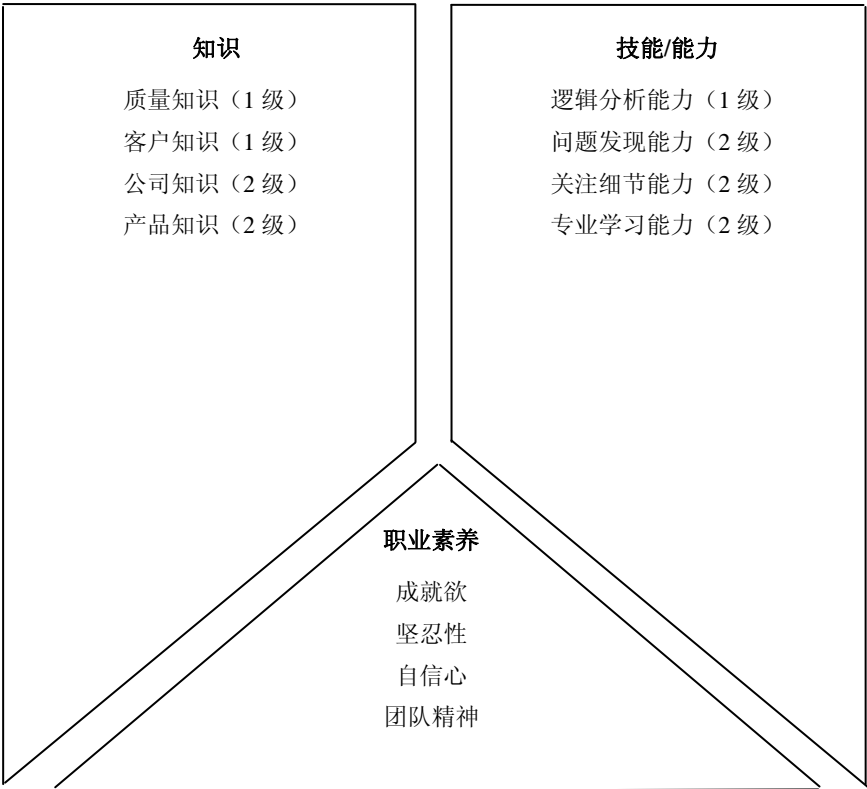 知识
质量知识（1 级）
客户知识（1 级）
公司知识（2 级）
产品知识（2 级）
技能/能力
逻辑分析能力（1 级）
问题发现能力（2 级）
关注细节能力（2 级）
专业学习能力（2 级）
职业素养
成就欲
坚忍性
自信心
团队精神